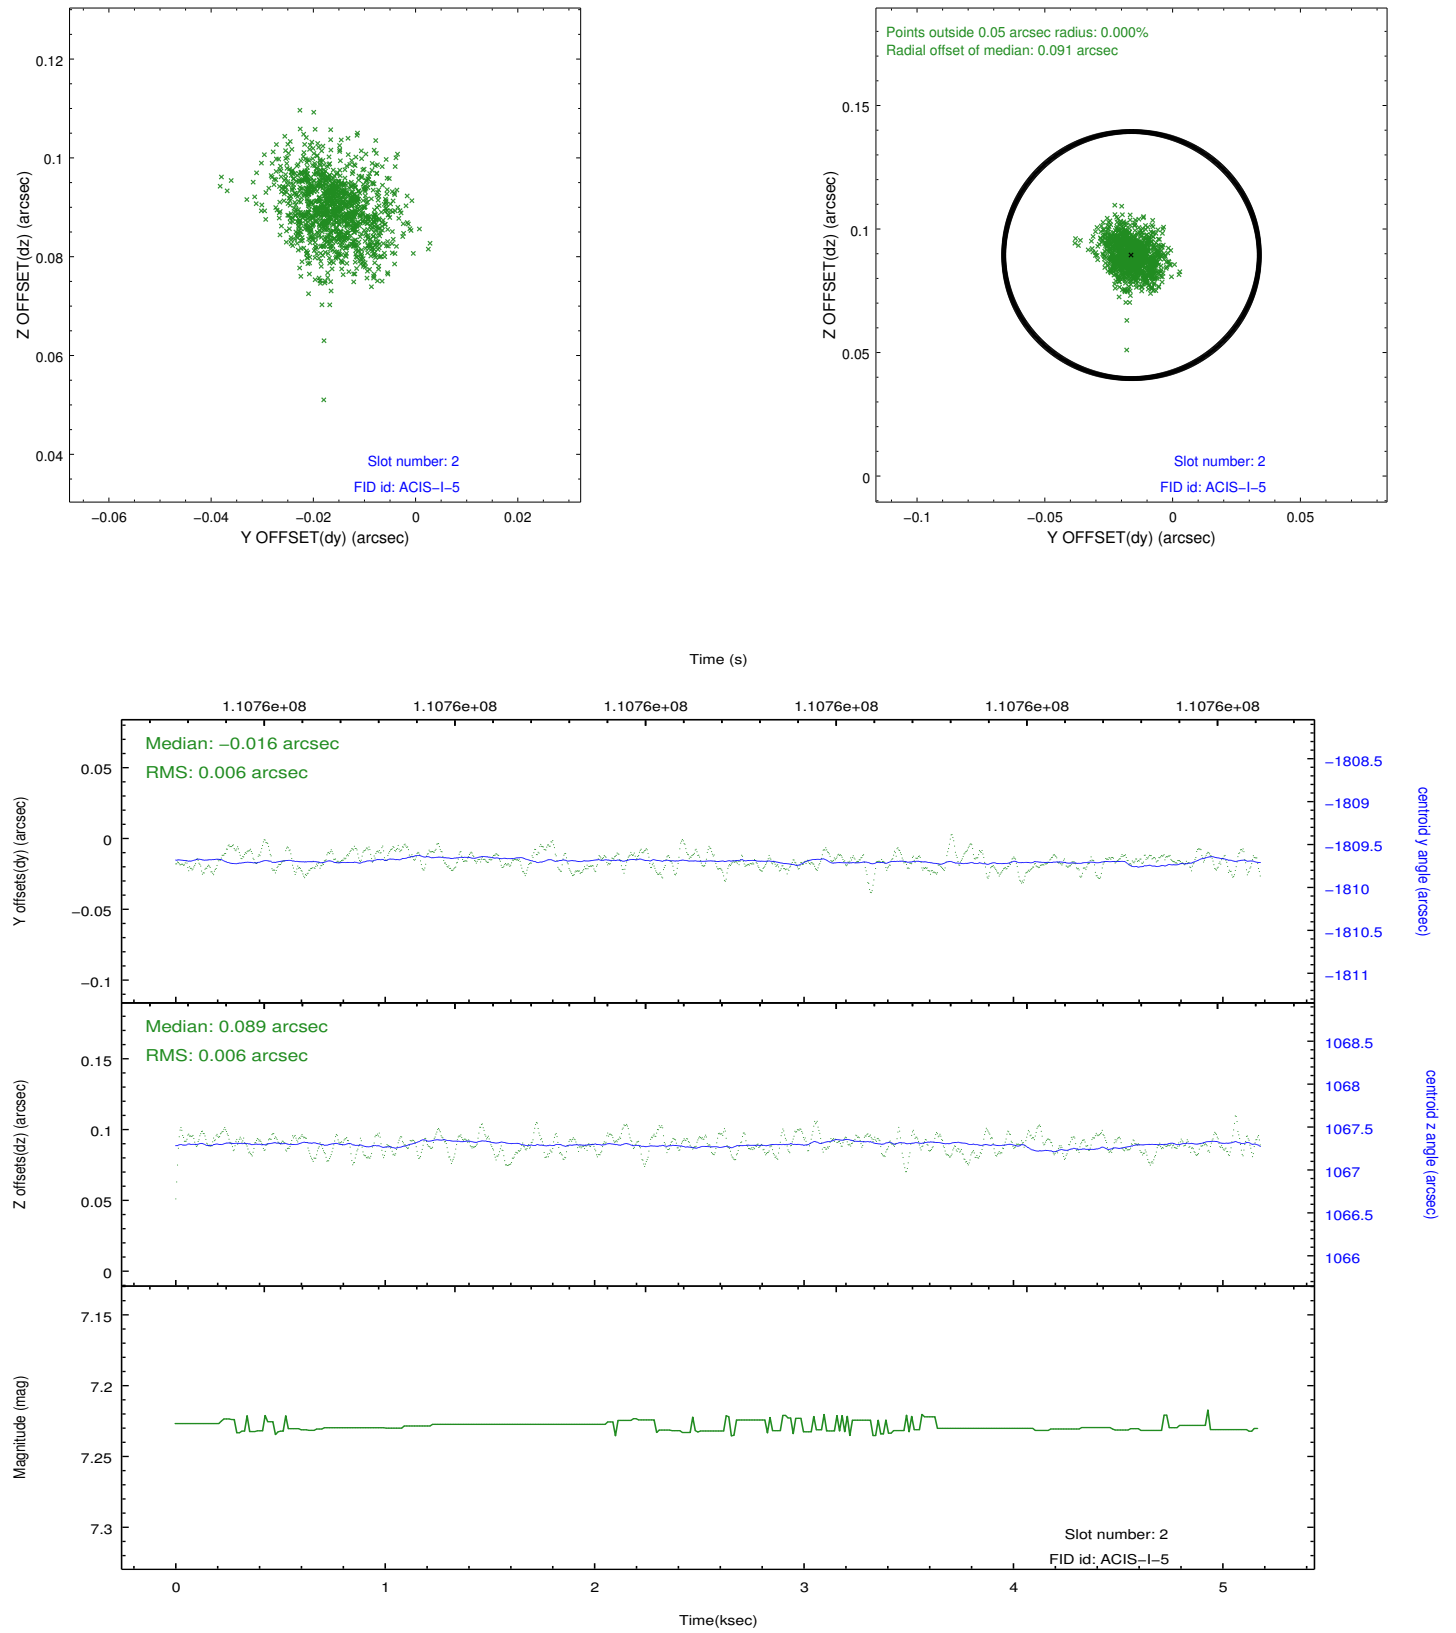 0.12
0.1
0.08
0.06
0.04
Z OFFSET(dz) (arcsec)
Slot number: 2
FID id: ACIS−I−5
−0.06
−0.04
−0.02
0
0.02
Y OFFSET(dy) (arcsec)
Points outside 0.05 arcsec radius: 0.000%
Radial offset of median: 0.091 arcsec
0.15
0.1
0.05
0
Z OFFSET(dz) (arcsec)
Slot number: 2
FID id: ACIS−I−5
−0.1
−0.05
0
0.05
Y OFFSET(dy) (arcsec)
Time (s)
1.1076e+08
1.1076e+08
1.1076e+08
1.1076e+08
1.1076e+08
1.1076e+08
Median: −0.016 arcsec
RMS: 0.006 arcsec
0.05
0
−0.05
−0.1
Y offsets(dy) (arcsec)
−1808.5
−1809
−1809.5
−1810
−1810.5
−1811
centroid y angle (arcsec)
Median: 0.089 arcsec
RMS: 0.006 arcsec
0.15
0.1
0.05
0
Z offsets(dz) (arcsec)
1068.5
1068
1067.5
1067
1066.5
1066
centroid z angle (arcsec)
7.15
7.2
7.25
7.3
Magnitude (mag)
Slot number: 2
FID id: ACIS−I−5
0
1
2
3
4
5
Time(ksec)